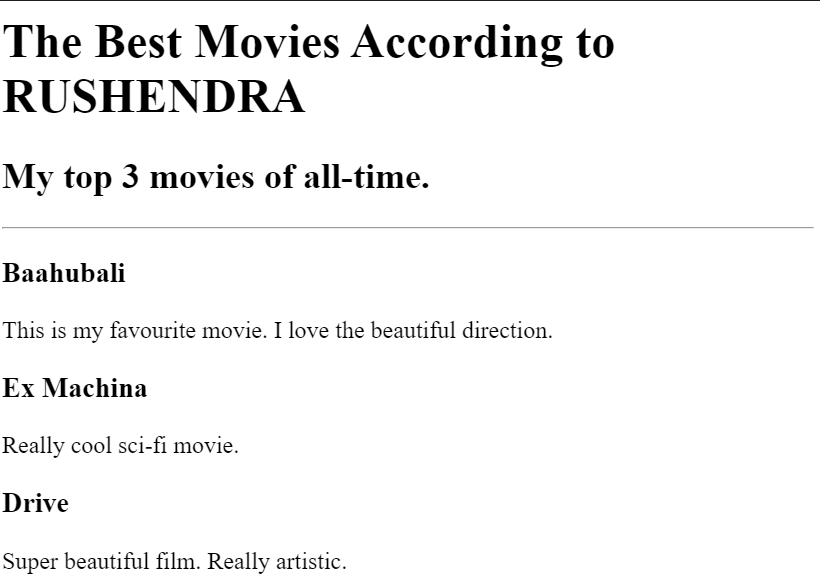 The Best Movies According to
RUSHENDRA
My top 3 movies of all-time.
Baahubali
This is my favourite movie. I love the beautiful direction.
Ex Machina
Really cool sci-fi movie.
Drive
Super beautiful film. Really artistic.